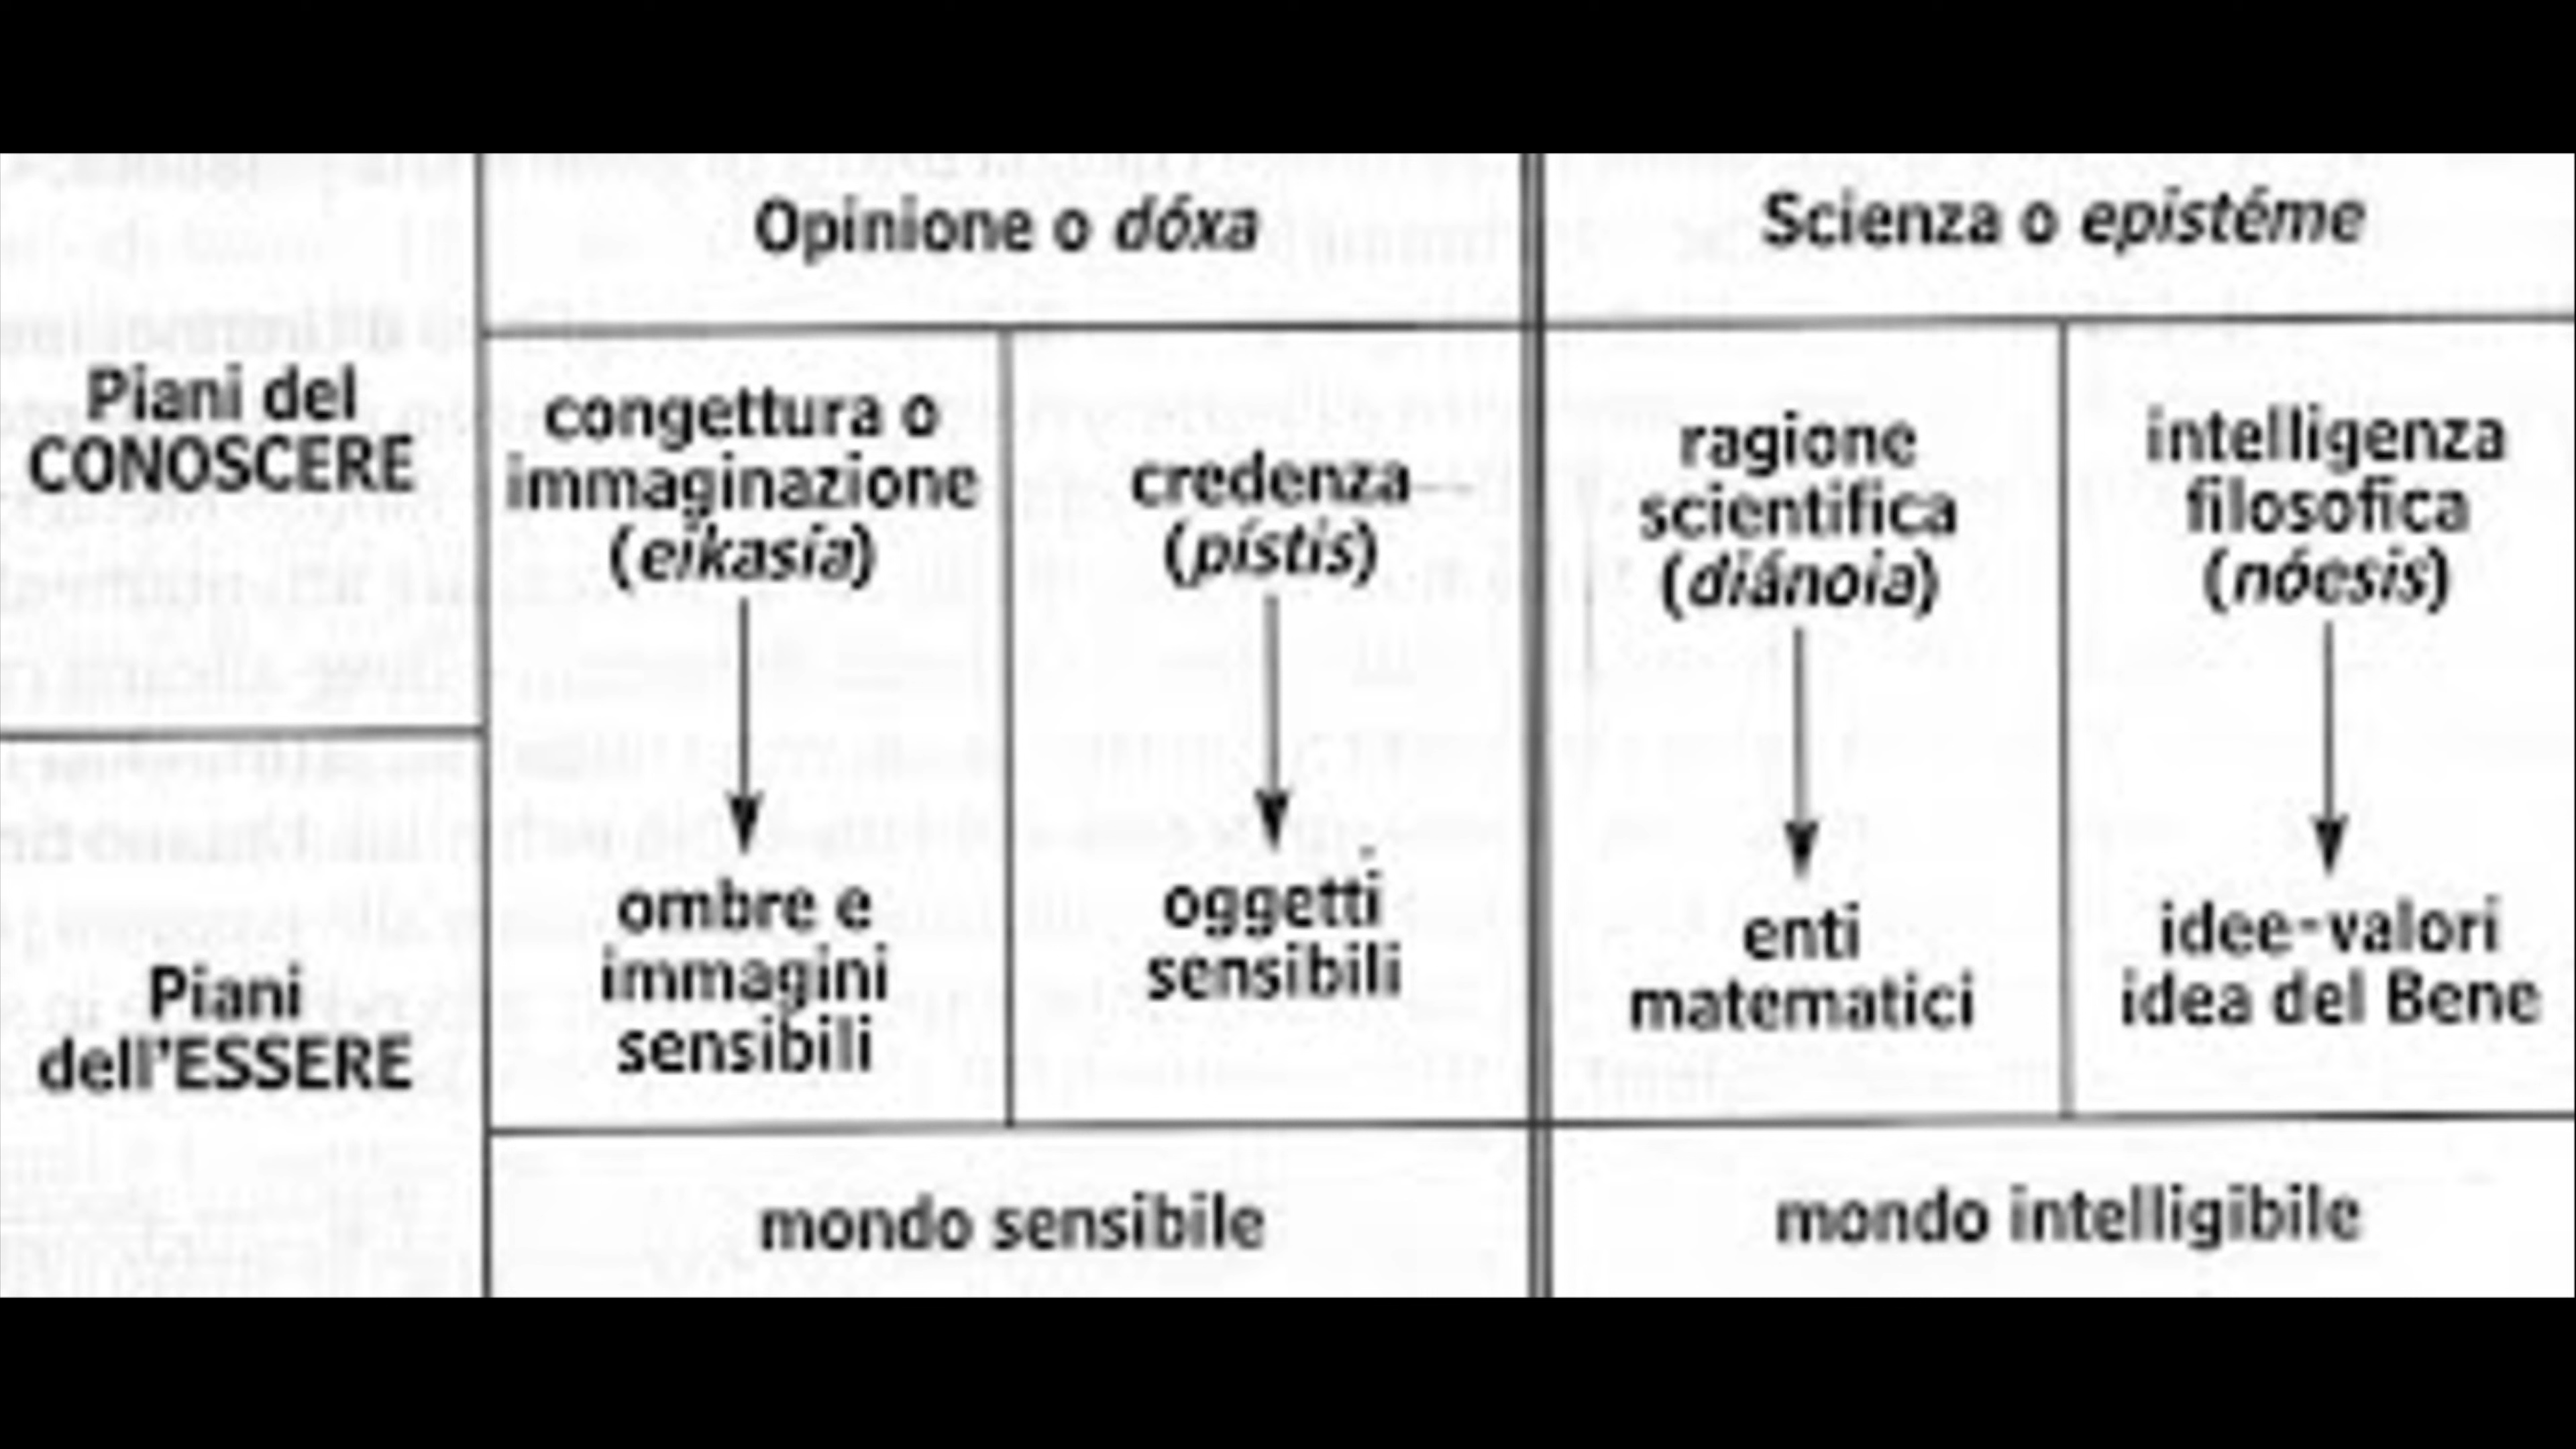 Opinione o dóxa
Scienza o epistéme
Piani del
CONOSCERE
congettura o
immaginazione
(eikasía)
credenza
(pístis)
ragione
scientifica
(diánoia)
intelligenza
filosofica
(nóesis)
Piani
dell'ESSERE
ombre e
immagini
sensibili
oggetti
sensibili
enti
matematici
idee-valori
idea del Bene
mondo sensibile
mondo intelligibile